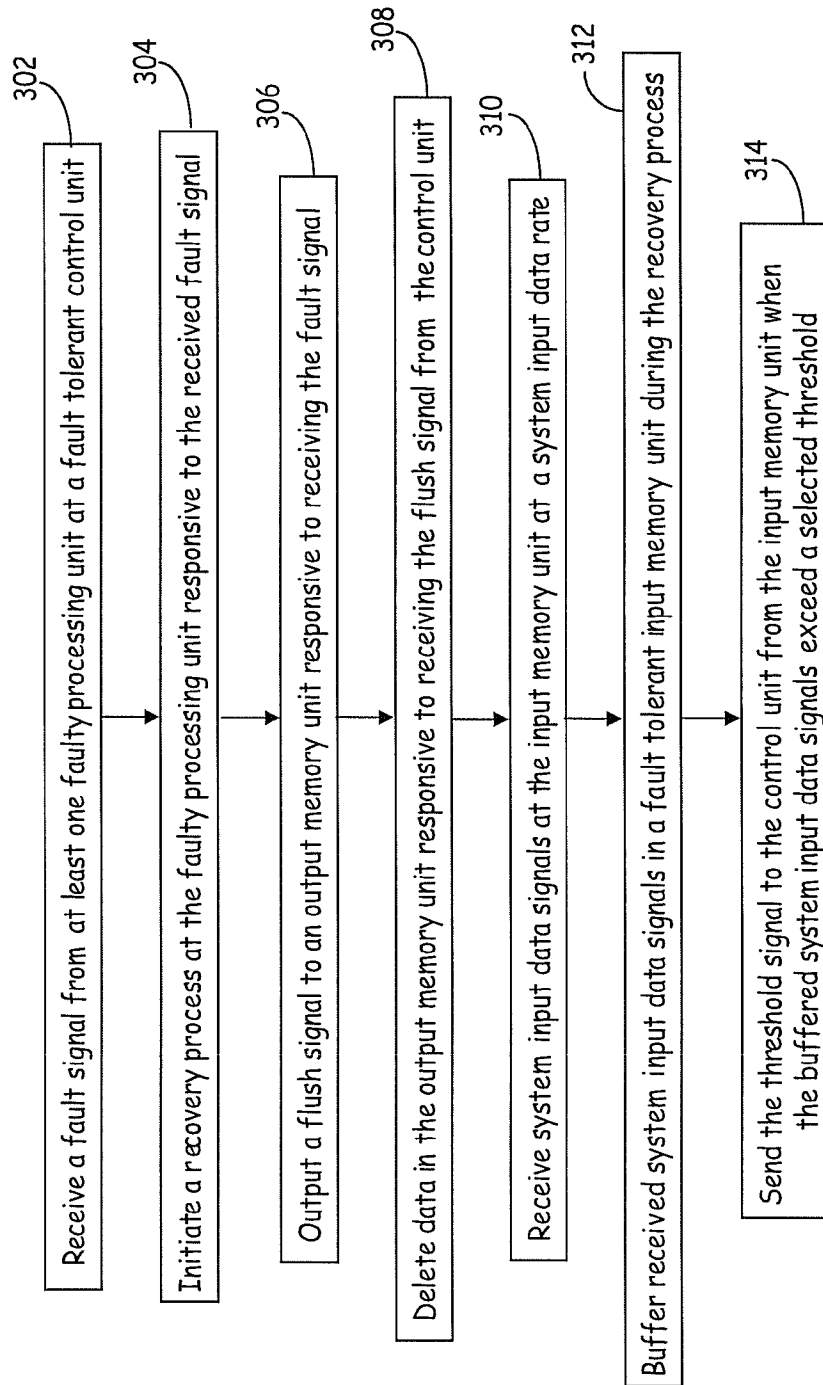 302
Receive a fault signal from at least one faulty processing unit at a fault tolerant control unit
304
Initiate a recovery process at the faulty processing unit responsive to the received fault signal
306
Output a flush signal to an output memory unit responsive to receiving the fault signal
308
Delete data in the output memory unit responsive to receiving the flush signal from the control unit
310
Receive system input data signals at the input memory unit at a system input data rate
312
Buffer received system input data signals in a fault tolerant input memory unit during the recovery process
314
Send the threshold signal to the control unit from the input memory unit when
the buffered system input data signals exceed a selected threshold